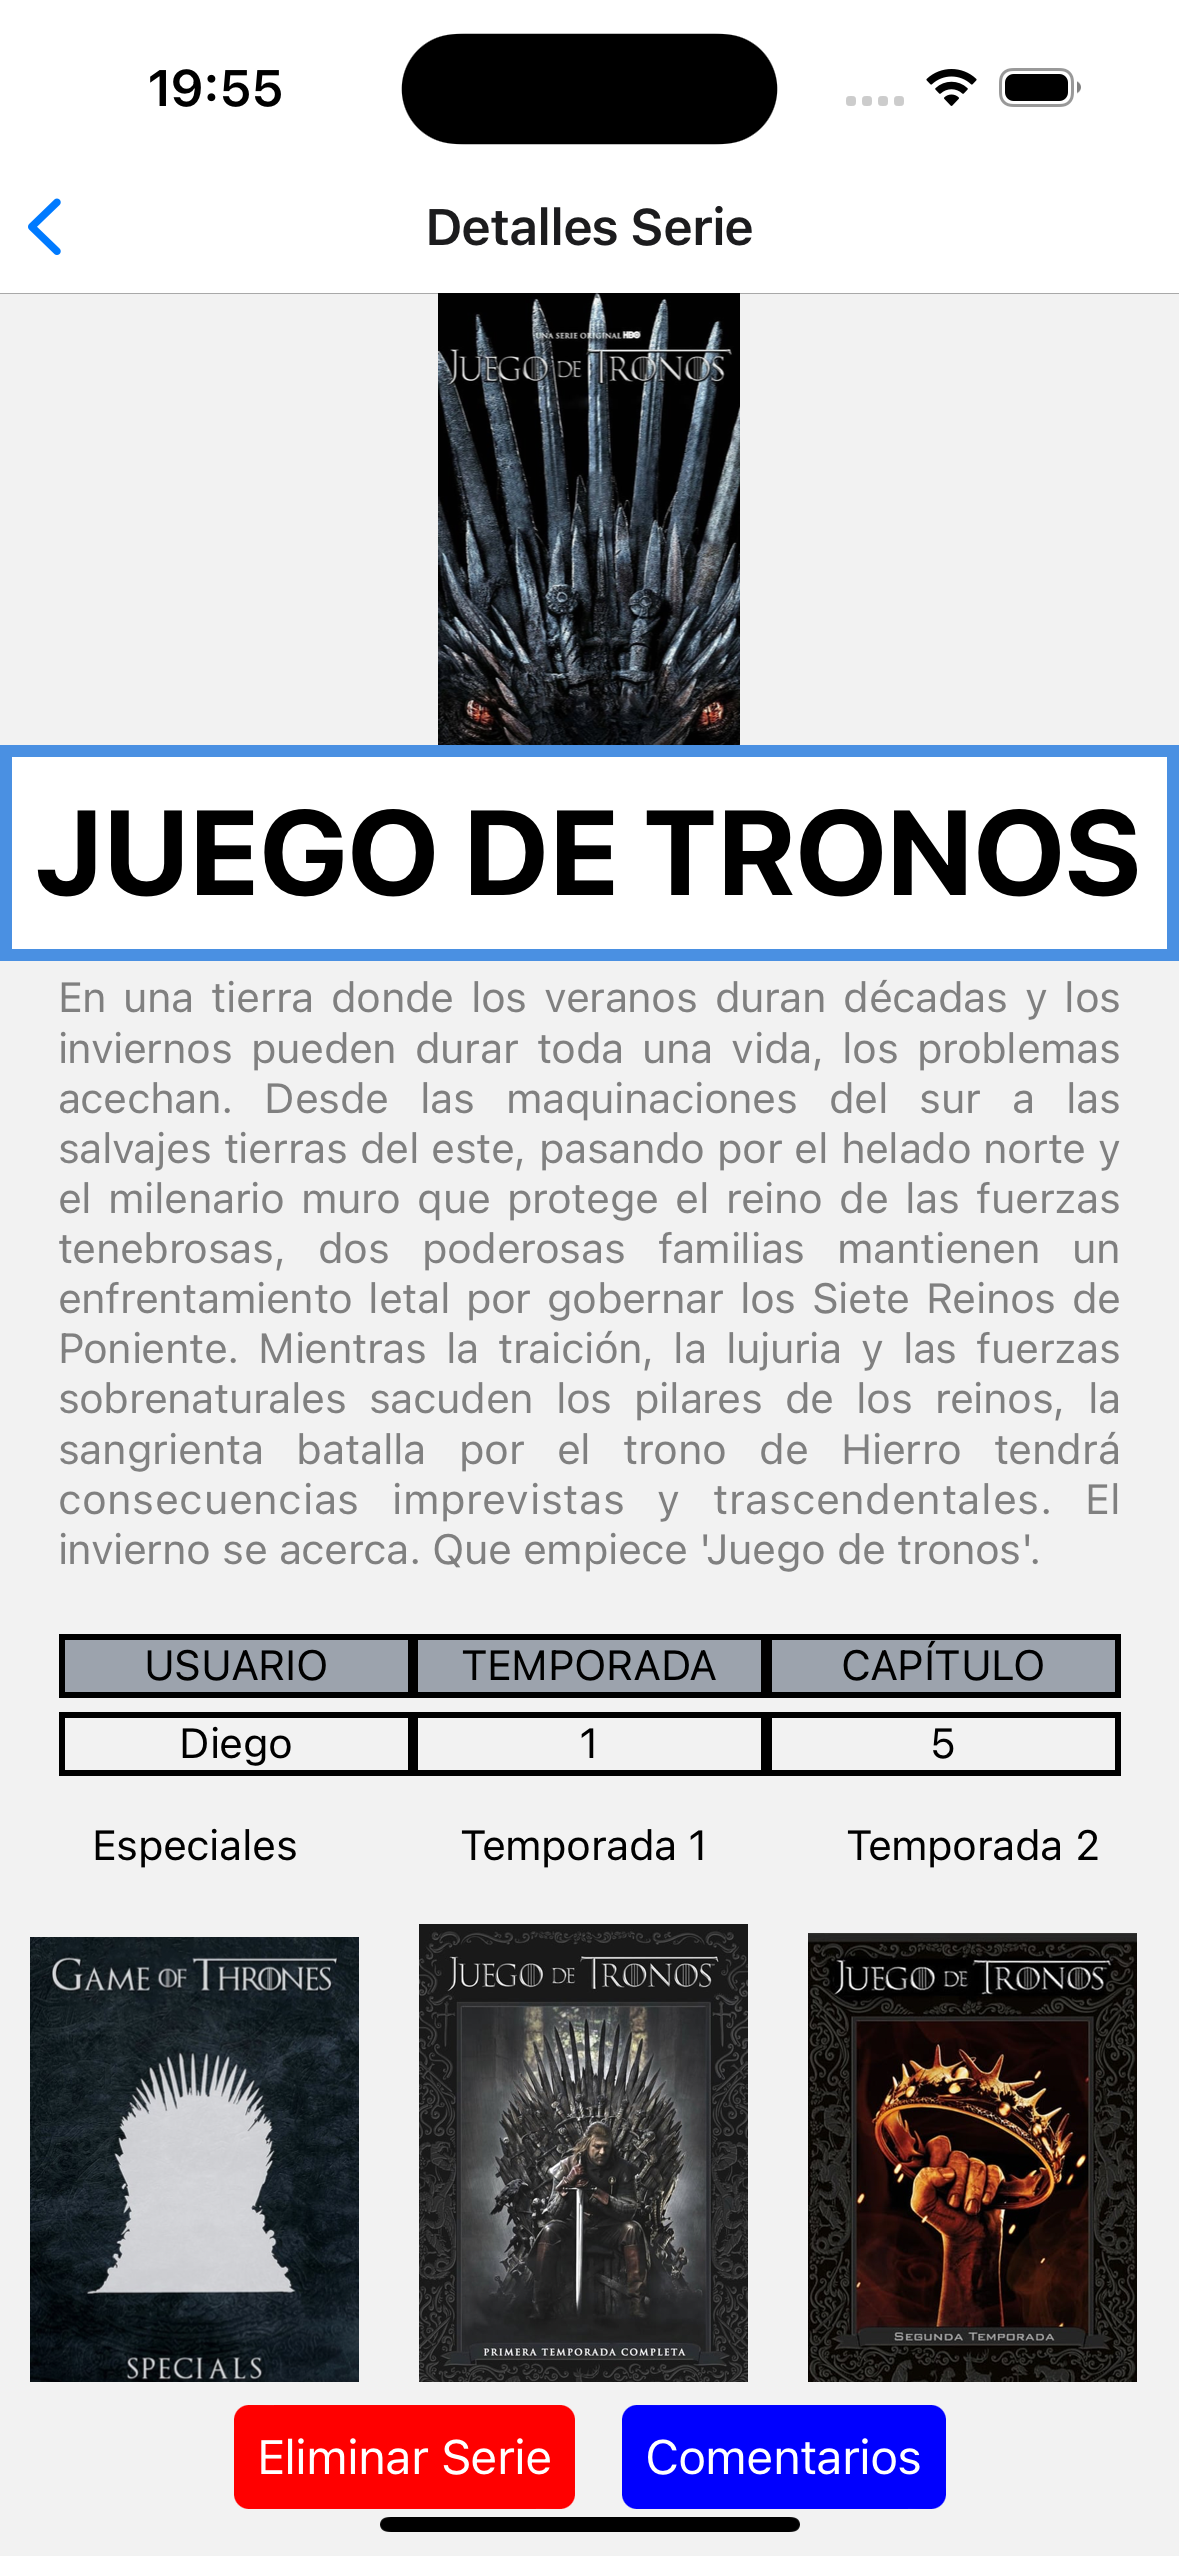 19:55
Detalles Serie
UNA SERIE ORIGINAL HBO
JUEGO DE TRONOS
JUEGO DE TRONOS
En una tierra donde los veranos duran décadas y los
inviernos pueden durar toda una vida, los problemas
acechan. Desde las maquinaciones del sur a las
salvajes tierras del este, pasando por el helado norte y
el milenario muro que protege el reino de las fuerzas
tenebrosas, dos poderosas familias mantienen un
enfrentamiento letal por gobernar los Siete Reinos de
Poniente. Mientras la traición, la lujuria y las fuerzas
sobrenaturales sacuden los pilares de los reinos, la
sangrienta batalla por el trono de Hierro tendrá
consecuencias imprevistas y trascendentales. El
invierno se acerca. Que empiece 'Juego de tronos'.
USUARIO TEMPORADA CAPÍTULO
Diego 1 5
Especiales Temporada 1 Temporada 2
GAME OF THRONES
SPECIALS
JUEGO DE TRONOS
PRIMERA TEMPORADA COMPLETA
JUEGO DE TRONOS
SEGUNDA TEMPORADA
Eliminar Serie Comentarios